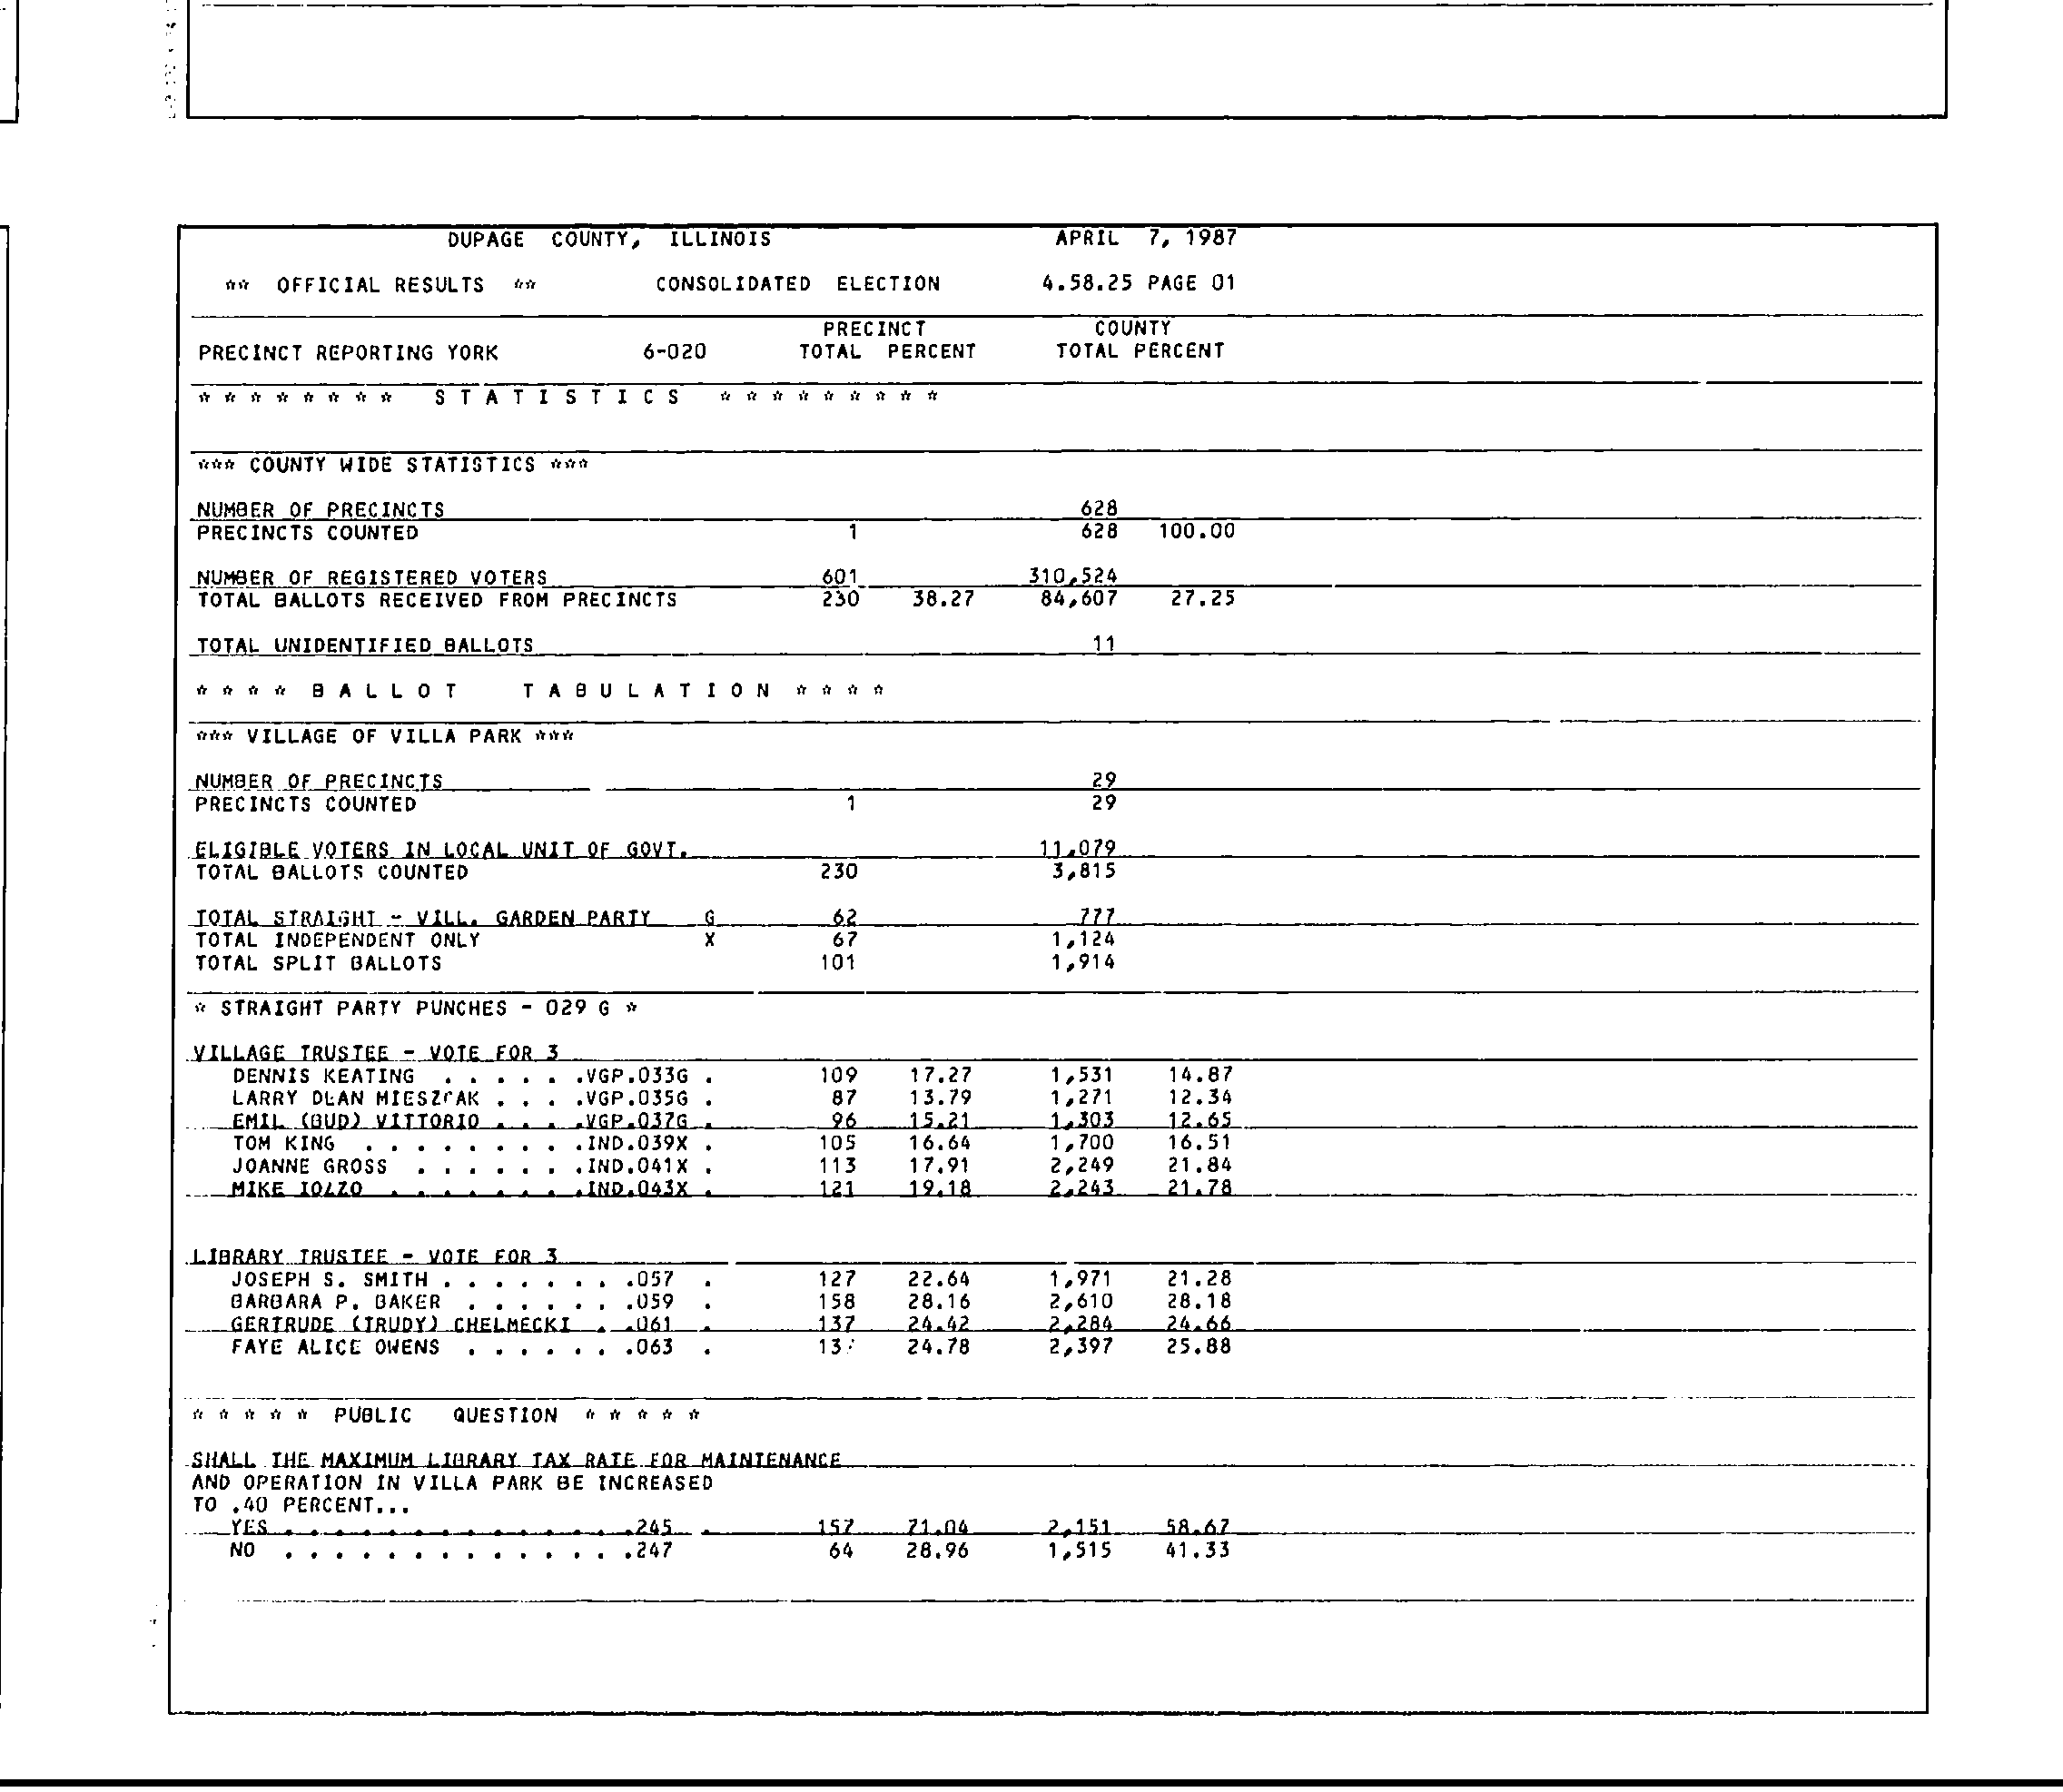 DUPAGE COUNTY, ILLINOIS APRIL 7, 1987
** OFFICIAL RESULTS ** CONSOLIDATED ELECTION 4.58.25 PAGE 01
PRECINCT COUNTY
PRECINCT REPORTING YORK 6-020 TOTAL PERCENT TOTAL PERCENT
* * * * * * * * S T A T I S T I C S * * * * * * * * *
*** COUNTY WIDE STATISTICS ***
NUMBER OF PRECINCTS 628
PRECINCTS COUNTED 1 628 100.00
NUMBER OF REGISTERED VOTERS 601 310,524
TOTAL BALLOTS RECEIVED FROM PRECINCTS 230 38.27 84,607 27.25
TOTAL UNIDENTIFIED BALLOTS 11
* * * * B A L L O T T A B U L A T I O N * * * *
*** VILLAGE OF VILLA PARK ***
NUMBER OF PRECINCTS 29
PRECINCTS COUNTED 1 29
ELIGIBLE VOTERS IN LOCAL UNIT OF GOVT. 11,079
TOTAL BALLOTS COUNTED 230 3,815
TOTAL STRAIGHT - VILL. GARDEN PARTY G 62 777
TOTAL INDEPENDENT ONLY X 67 1,124
TOTAL SPLIT BALLOTS 101 1,914
* STRAIGHT PARTY PUNCHES - 029 G *
VILLAGE TRUSTEE - VOTE FOR 3
DENNIS KEATING . . . . . .VGP.033G . 109 17.27 1,531 14.87
LARRY DEAN . . . .VGP.035G . 87 13.79 1,271 12.34
EMIL (BUD) VITTORIO . . . .VGP.037G . 96 15.21 1,303 12.65
TOM KING . . . . . . . . .IND.039X . 105 16.64 1,700 16.51
JOANNE GROSS . . . . . . .IND.041X . 113 17.91 2,249 21.84
MIKE . . . . . . . .IND.043X . 121 19.18 2,243 21.78
LIBRARY TRUSTEE - VOTE FOR 3
JOSEPH S. SMITH . . . . . . . .057 . 127 22.64 1,971 21.28
BARBARA P. BAKER . . . . . . .059 . 158 28.16 2,610 28.18
GERTRUDE (TRUDY) CHELMECKI . .061 . 137 24.42 2,284 24.66
FAYE ALICE OWENS . . . . . . .063 . 24.78 2,397 25.88
* * * * * PUBLIC QUESTION * * * * *
SHALL THE MAXIMUM LIBRARY TAX RATE FOR MAINTENANCE
AND OPERATION IN VILLA PARK BE INCREASED
TO .40 PERCENT...
YES . . . . . . . . . . . . . .245 . 157 71.04 2,151 58.67
NO . . . . . . . . . . . . . .247 64 28.96 1,515 41.33